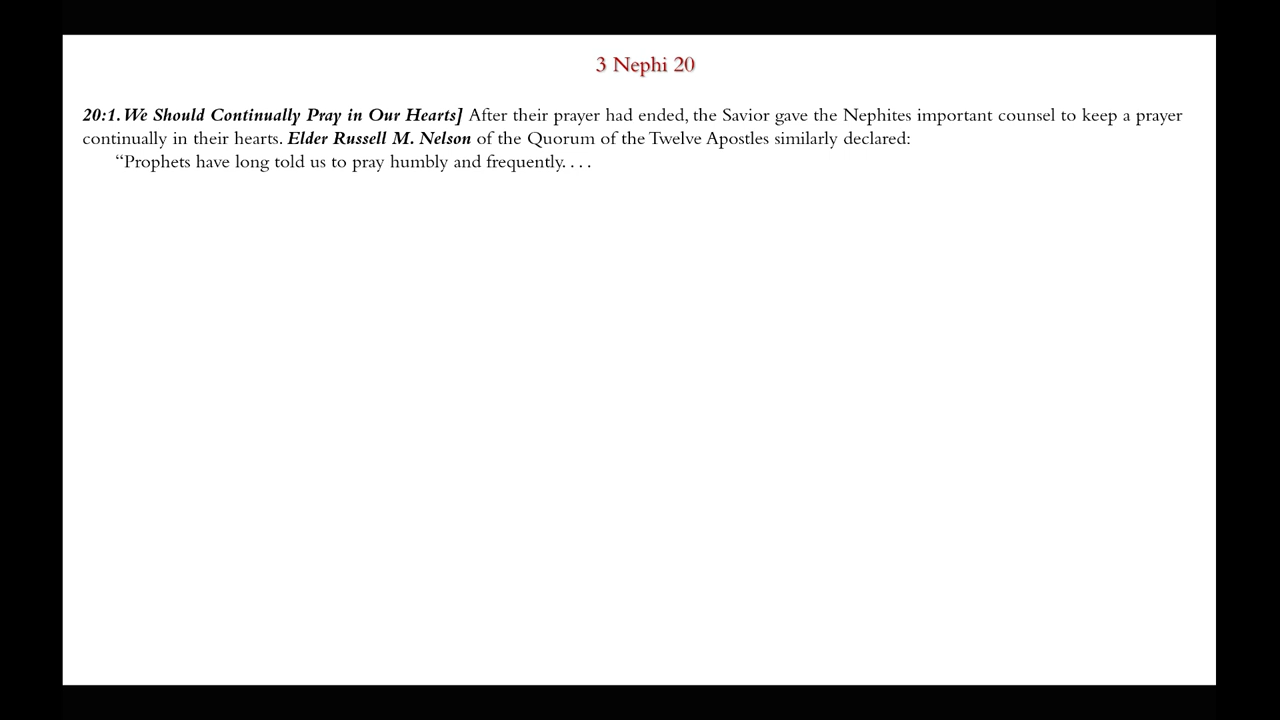 3 Nephi 20
20:1. We Should Continually Pray in Our Hearts] After their prayer had ended, the Savior gave the Nephites important counsel to keep a prayer
continually in their hearts. Elder Russell M. Nelson of the Quorum of the Twelve Apostles similarly declared:
“Prophets have long told us to pray humbly and frequently. . . .